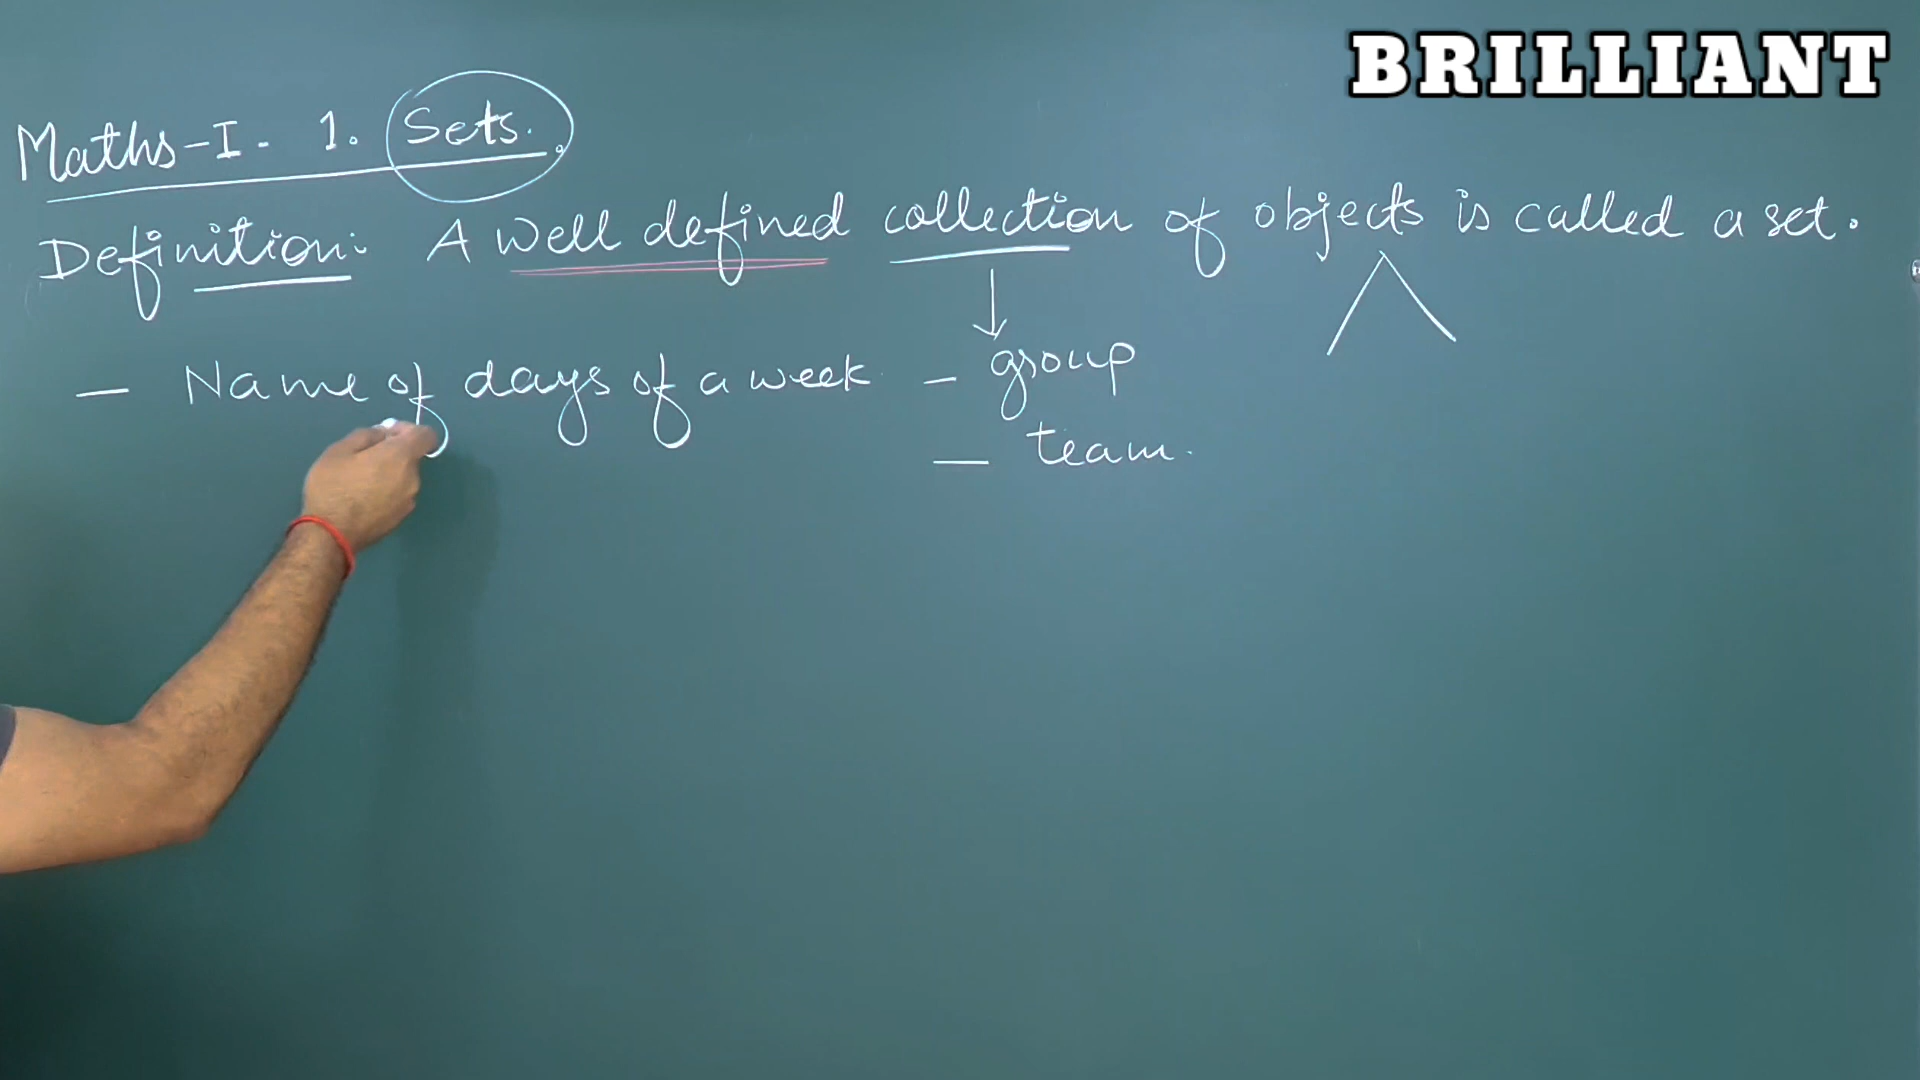 BRILLIANT
Maths-I. 1. Sets.
Definition: A well defined collection of objects is called a set.
— Name of days of a week — group
— team.